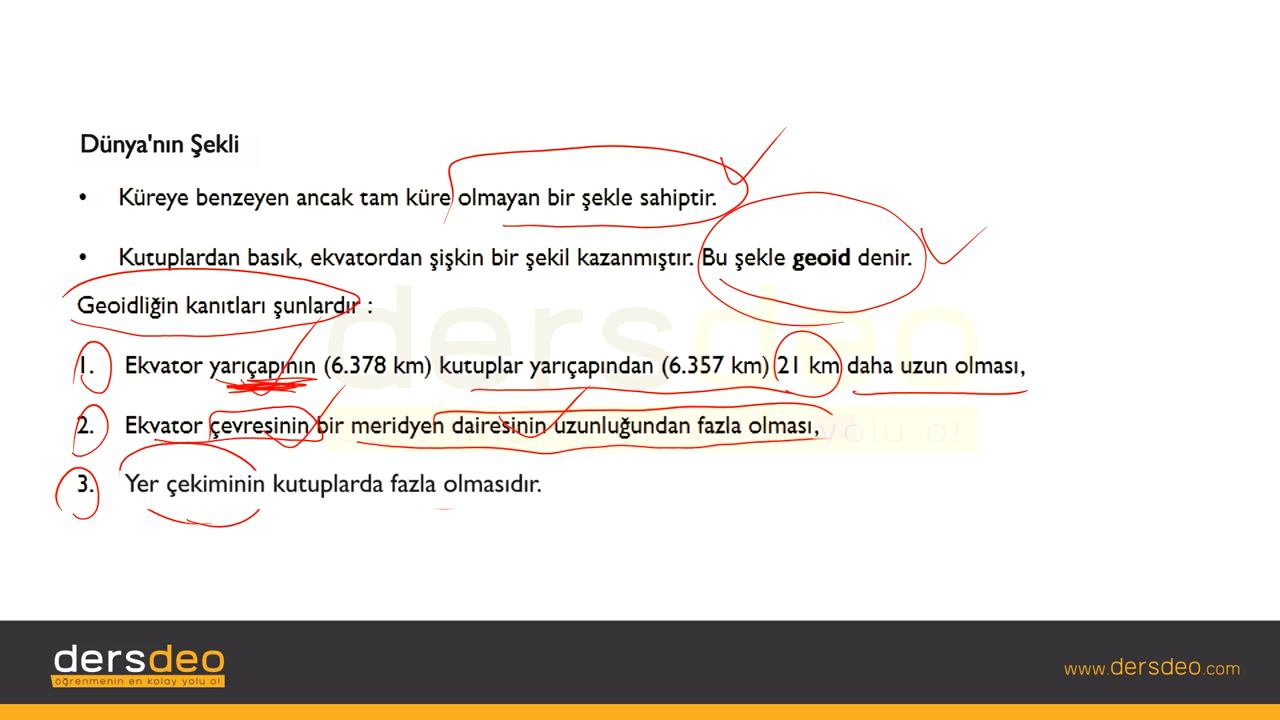 Dünya'nın Şekli
• Küreye benzeyen ancak tam küre olmayan bir şekle sahiptir.
• Kutuplardan basık, ekvatordan şişkin bir şekil kazanmıştır. Bu şekle geoid denir.
Geoidliğin kanıtları şunlardır :
1. Ekvator yarıçapının (6.378 km) kutuplar yarıçapından (6.357 km) 21 km daha uzun olması,
2. Ekvator çevresinin bir meridyen dairesinin uzunluğundan fazla olması,
3. Yer çekiminin kutuplarda fazla olmasıdır.
dersdeo
yolu o!
dersdeo
öğrenmenin en kolay yolu o!
www.dersdeo.com